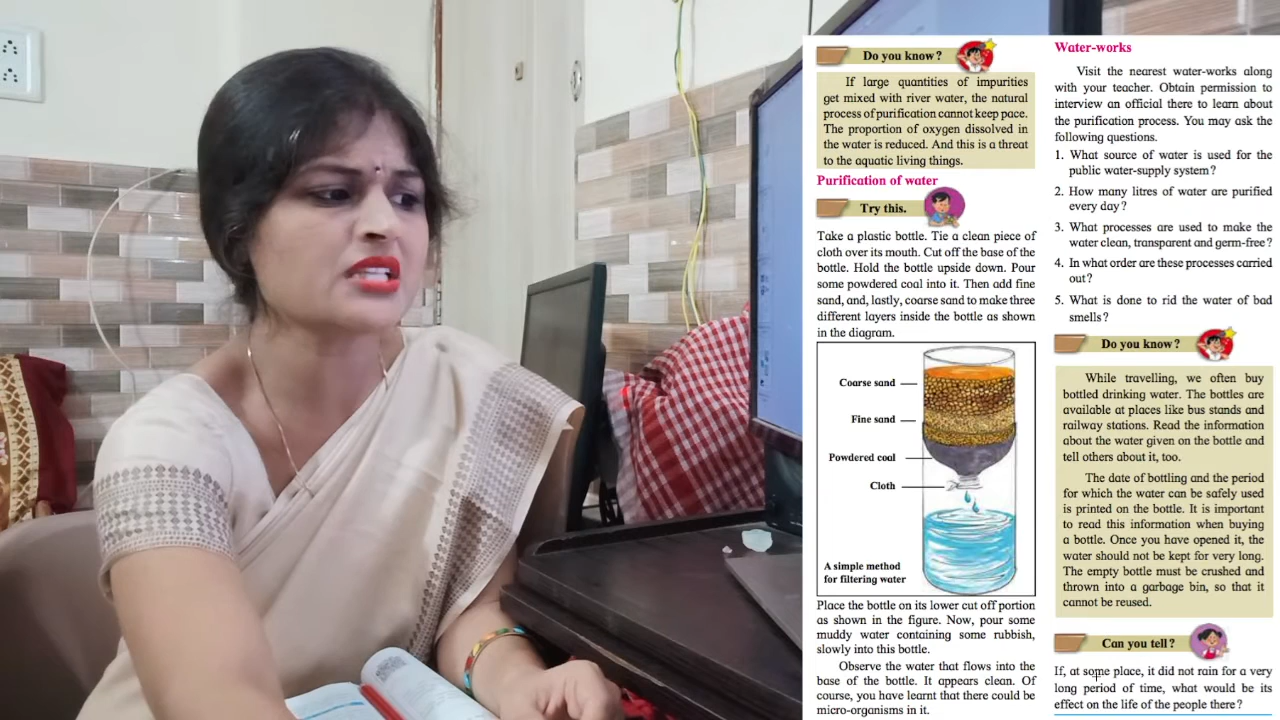 Do you know?
If large quantities of impurities
get mixed with river water, the natural
process of purification cannot keep pace.
The proportion of oxygen dissolved in
the water is reduced. And this is a threat
to the aquatic living things.
Purification of water
Try this.
Take a plastic bottle. Tie a clean piece of
cloth over its mouth. Cut off the base of the
bottle. Hold the bottle upside down. Pour
some powdered coal into it. Then add fine
sand, and, lastly, coarse sand to make three
different layers inside the bottle as shown
in the diagram.
Coarse sand
Fine sand
Powdered coal
Cloth
A simple method
for filtering water
Place the bottle on its lower cut off portion
as shown in the figure. Now, pour some
muddy water containing some rubbish,
slowly into this bottle.
Observe the water that flows into the
base of the bottle. It appears clean. Of
course, you have learnt that there could be
micro-organisms in it.
Water-works
Visit the nearest water-works along
with your teacher. Obtain permission to
interview an official there to learn about
the purification process. You may ask the
following questions.
1. What source of water is used for the
public water-supply system?
2. How many litres of water are purified
every day?
3. What processes are used to make the
water clean, transparent and germ-free?
4. In what order are these processes carried
out?
5. What is done to rid the water of bad
smells?
Do you know?
While travelling, we often buy
bottled drinking water. The bottles are
available at places like bus stands and
railway stations. Read the information
about the water given on the bottle and
tell others about it, too.
The date of bottling and the period
for which the water can be safely used
is printed on the bottle. It is important
to read this information when buying
a bottle. Once you have opened it, the
water should not be kept for very long.
The empty bottle must be crushed and
thrown into a garbage bin, so that it
cannot be reused.
Can you tell?
If, at some place, it did not rain for a very
long period of time, what would be its
effect on the life of the people there?